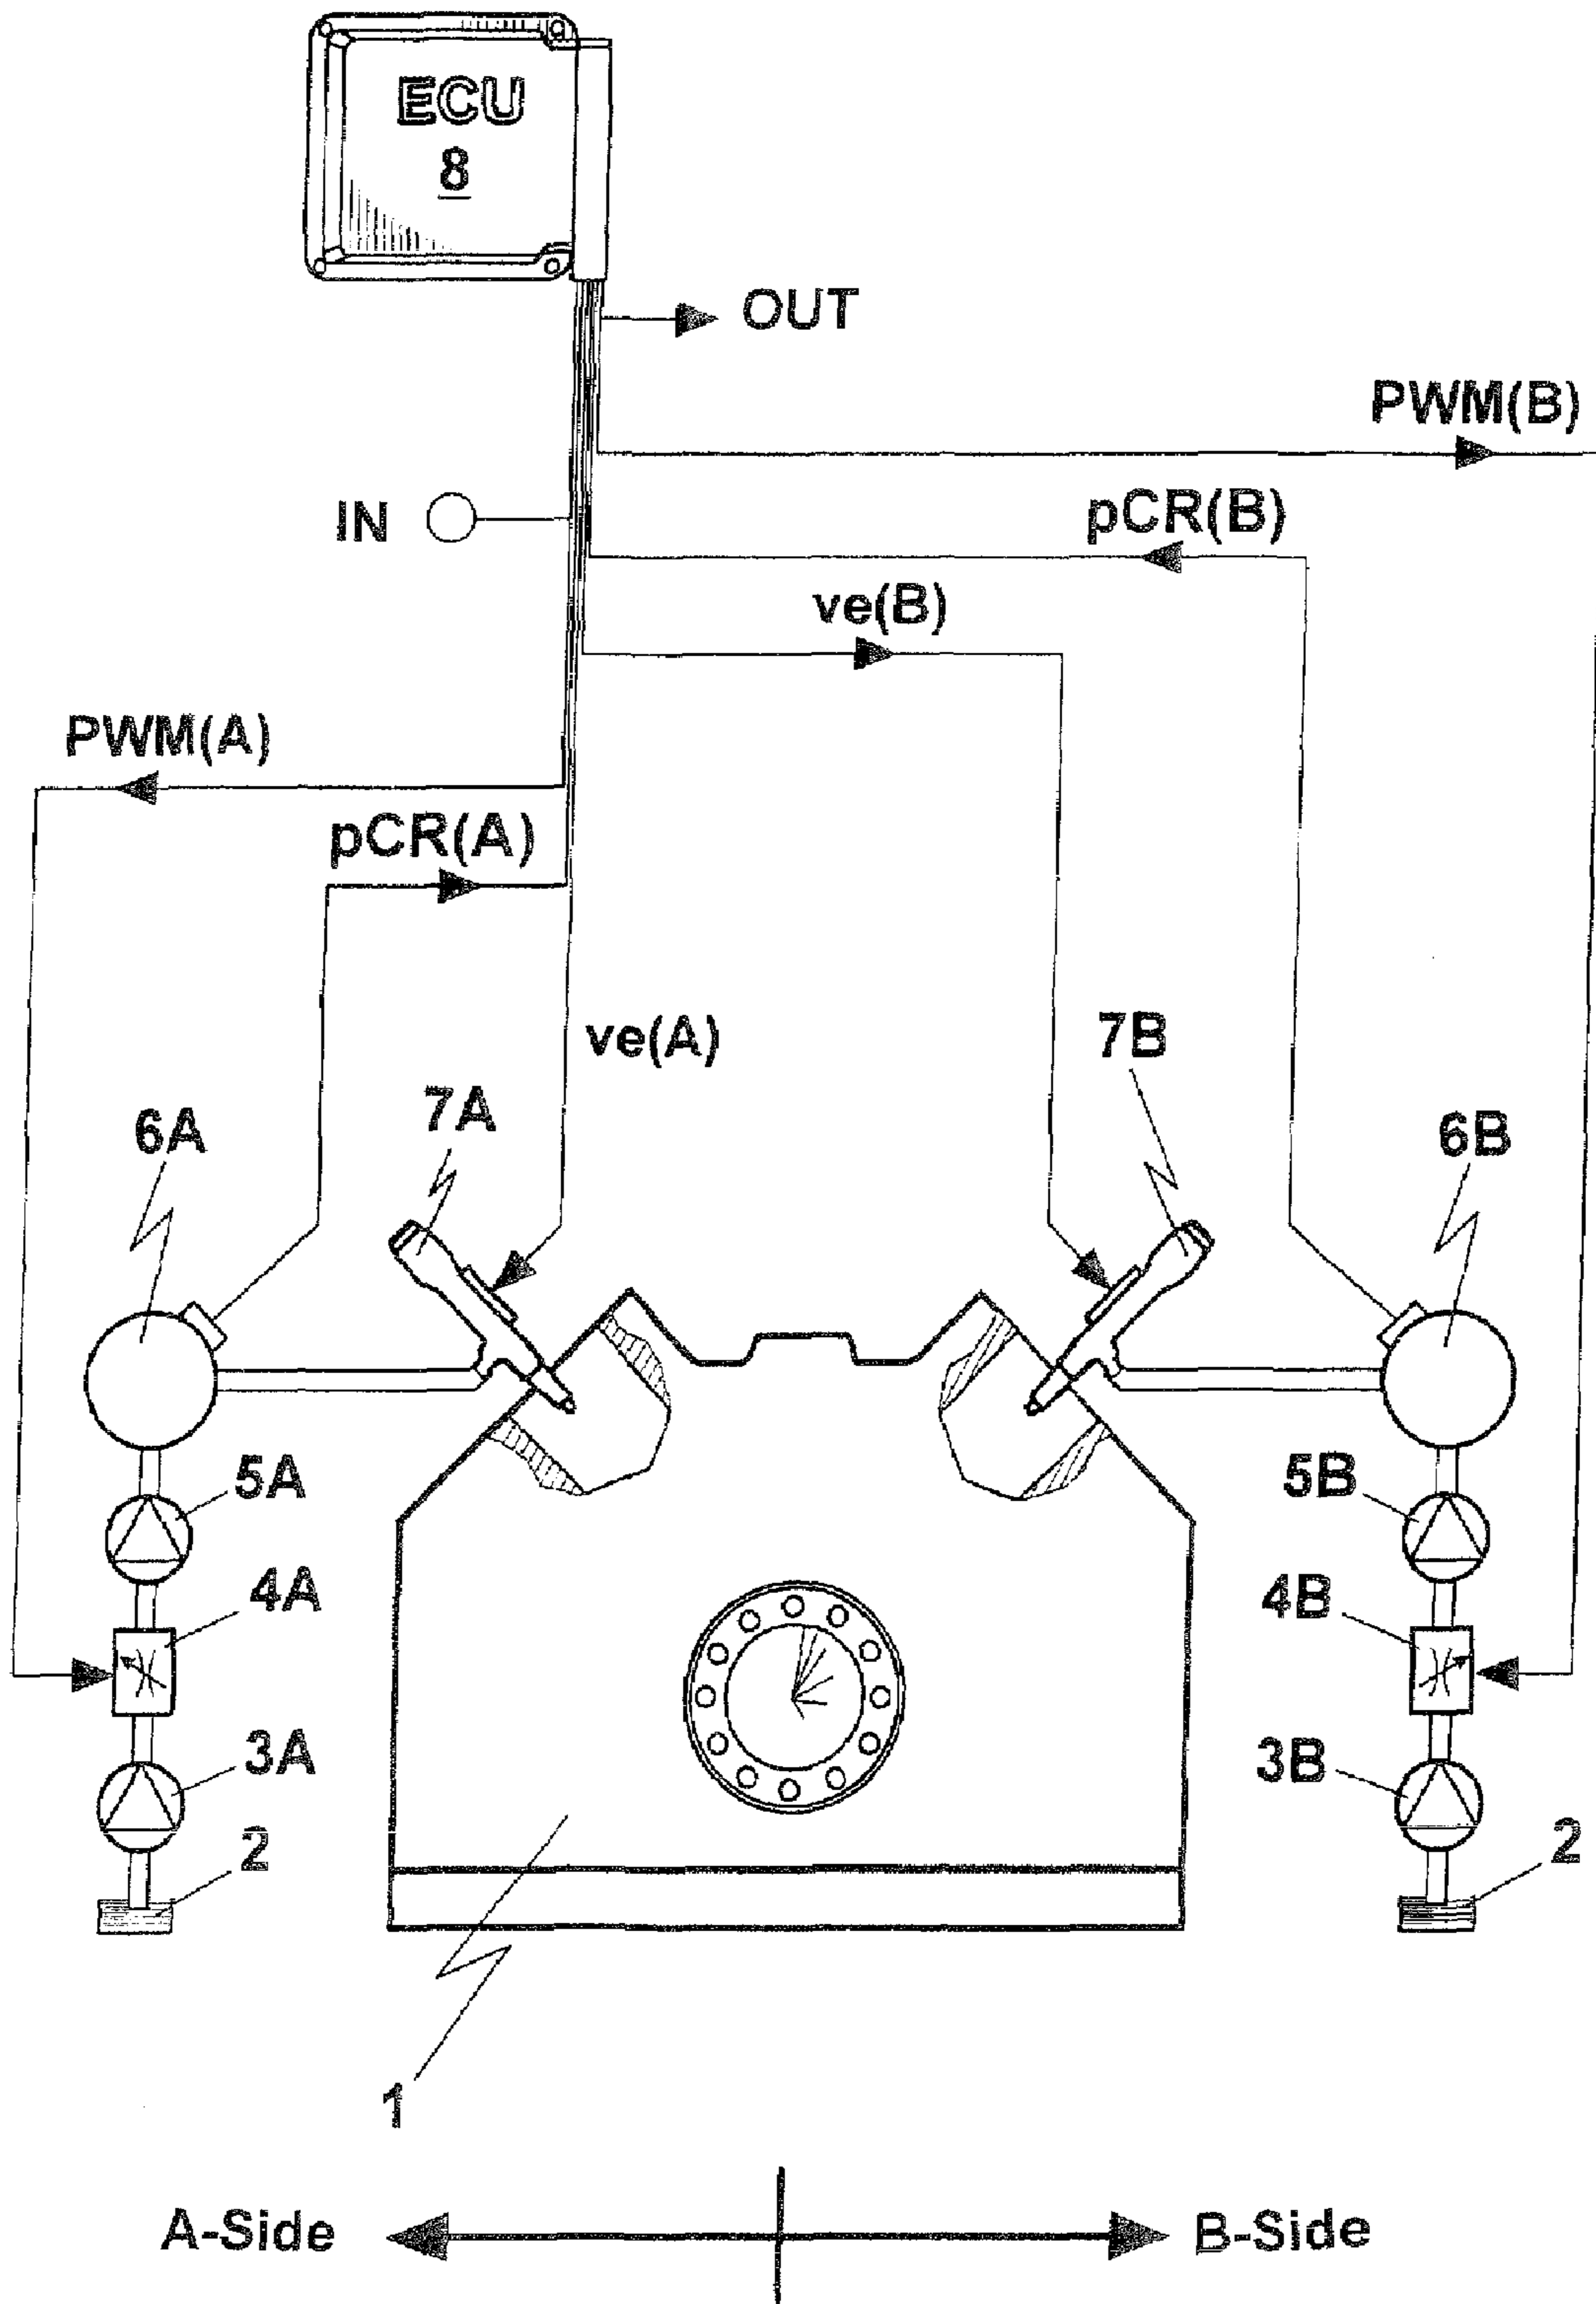 ECU
8
OUT
PWM(B)
IN
pCR(B)
ve(B)
PWM(A)
pCR(A)
ve(A)
7B
7A
6A
6B
5A
5B
4A
4B
3A
3B
2
2
1
A-Side
B-Side